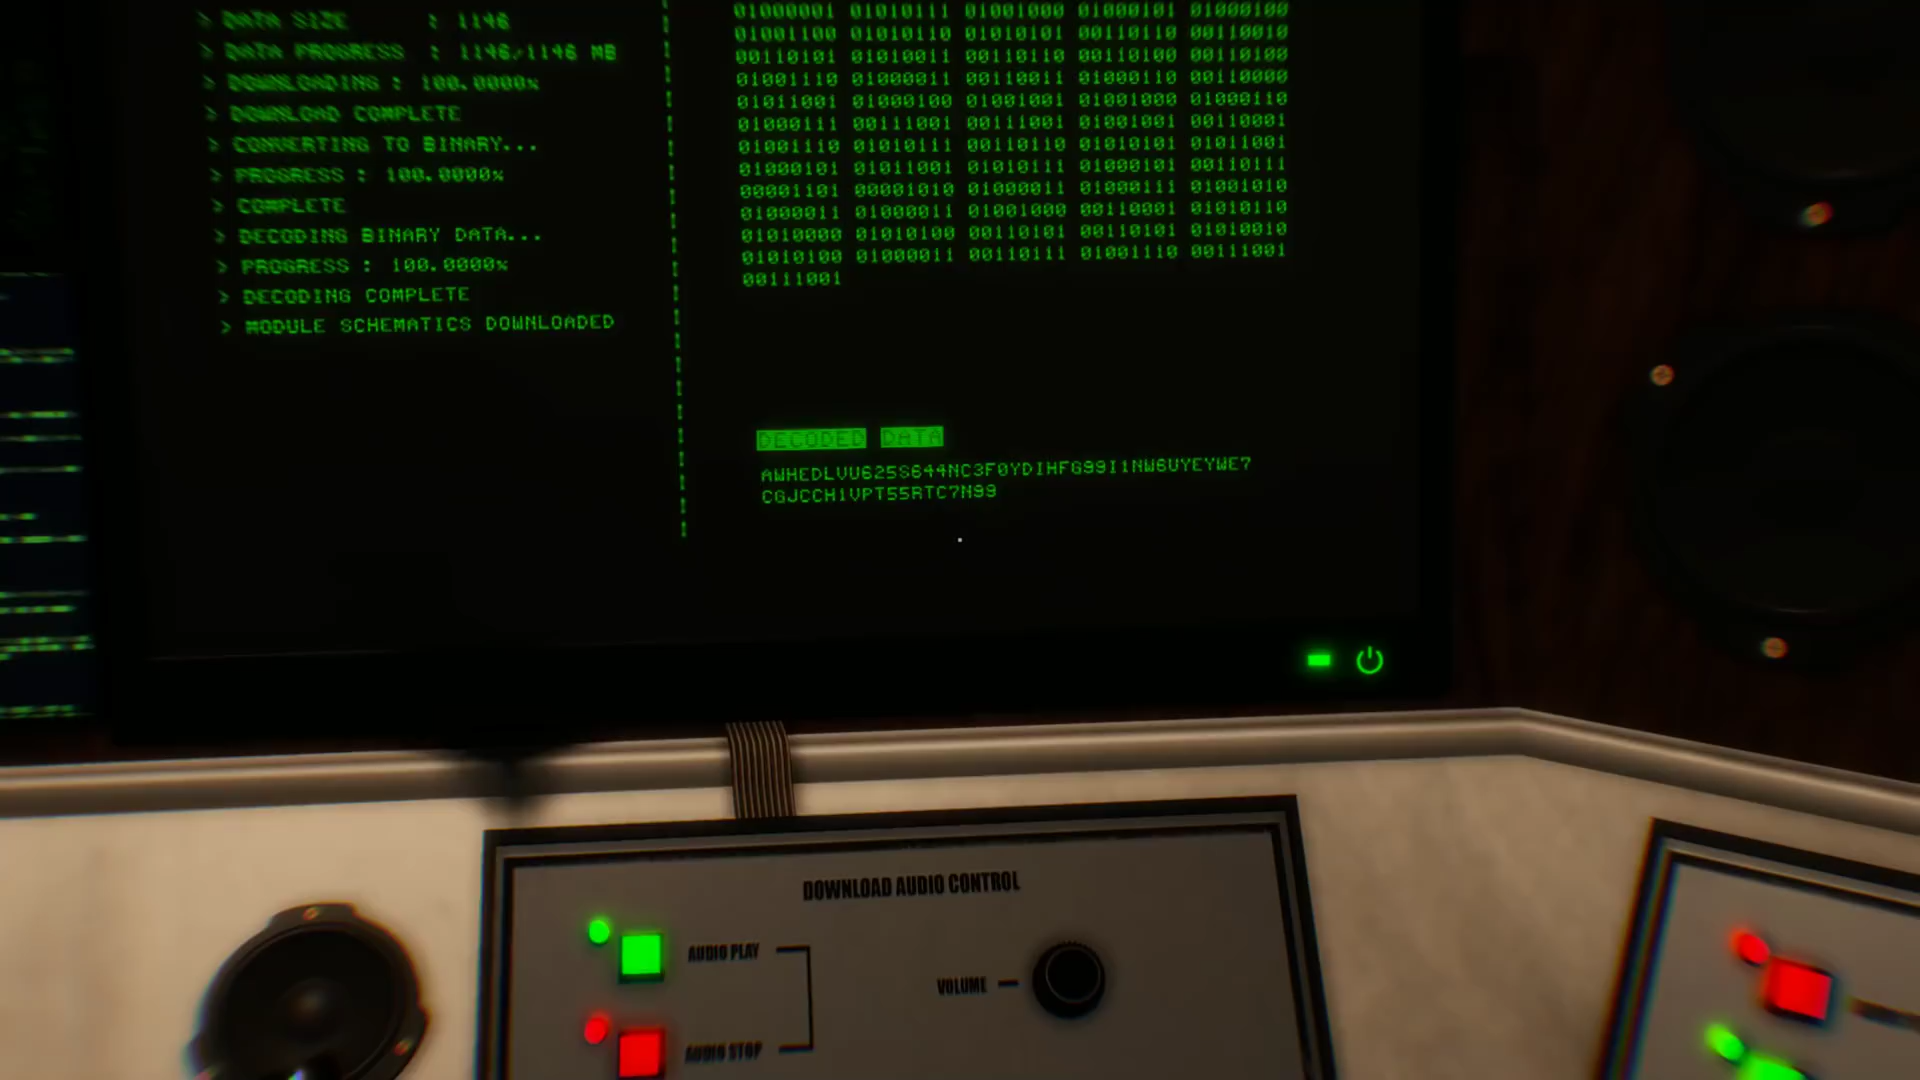 > DATA SIZE : 1146
> DATA PROGRESS : 1146/1146 MB
> DOWNLOADING : 100.0000%
> DOWNLOAD COMPLETE
> CONVERTING TO BINARY...
> PROGRESS : 100.0000%
> COMPLETE
> DECODING BINARY DATA...
> PROGRESS : 100.0000%
> DECODING COMPLETE
> MODULE SCHEMATICS DOWNLOADED
01000001 01010111 01001000 01000101 01000100
01001100 01010110 01010101 00110110 00110010
00110101 01010011 00110110 00110100 00110100
01001110 01000011 00110011 01000110 00110000
01011001 01000100 01001001 01001000 01000110
01000111 00111001 00111001 01001001 00110001
01001110 01010111 00110110 01010101 01011001
01000101 01011001 01010111 01000101 00110111
00001101 00001010 01000011 01000111 01001010
01000011 01000011 01001000 00110001 01010110
01010000 01010100 00110101 00110101 01010010
01010100 01000011 00110111 01001110 00111001
00111001
DECODED DATA
AWHEDLVU625S644NC3F0YDIHFG99I1NW6UYEYWE7
CGJCCH1VPT55RTC7N99
DOWNLOAD AUDIO CONTROL
AUDIO PLAY
VOLUME
AUDIO STOP